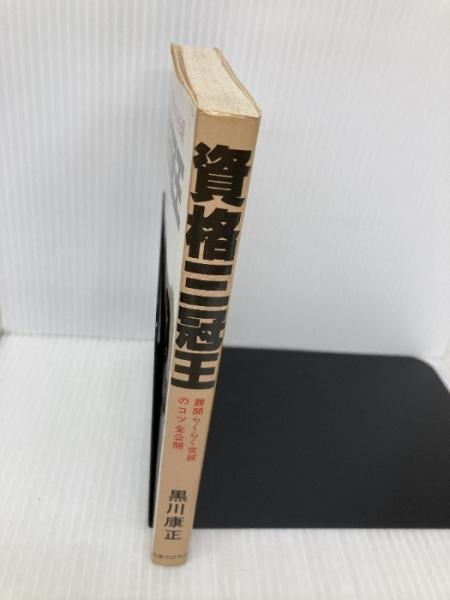 資格三冠王
難関らくらく突破
のコツ全公開
黒川康正